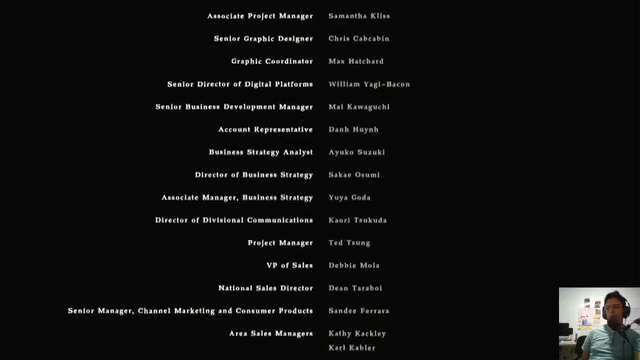 Associate Project Manager Samantha Kliss
Senior Graphic Designer Chris Cabcabin
Graphic Coordinator Max Hatchard
Senior Director of Digital Platforms William Yagi-Bacon
Senior Business Development Manager Mai Kawaguchi
Account Representative Danh Huynh
Business Strategy Analyst Ayuko Suzuki
Director of Business Strategy Sakae Osumi
Associate Manager, Business Strategy Yuya Goda
Director of Divisional Communications Kaori Tsukuda
Project Manager Ted Tsung
VP of Sales Debbie Mola
National Sales Director Dean Taraboi
Senior Manager, Channel Marketing and Consumer Products Sandee Ferrara
Area Sales Managers Kathy Kackley
Karl Kabler